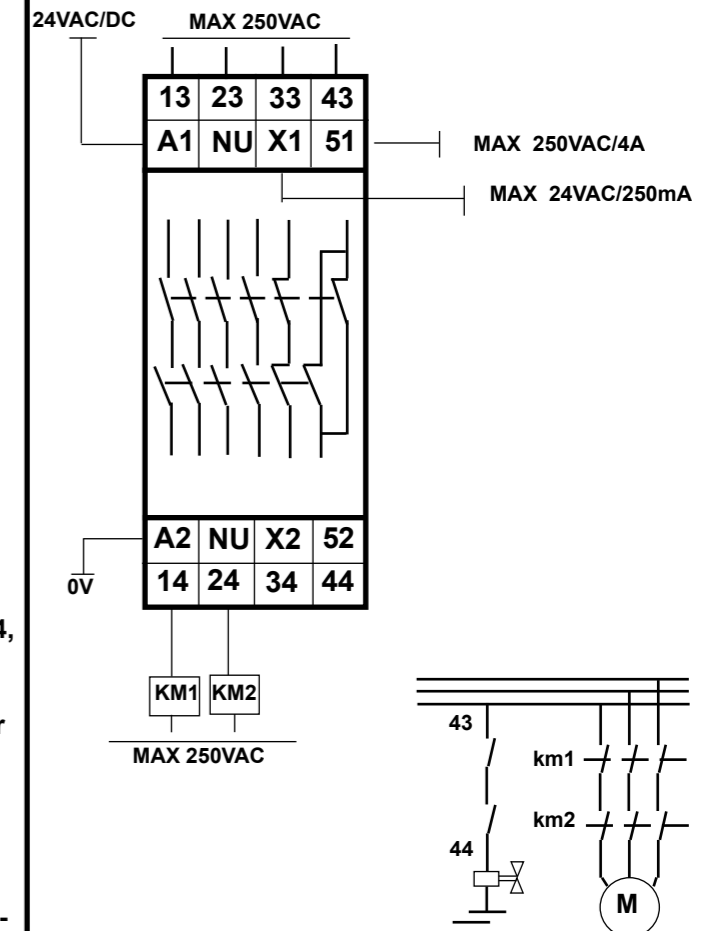 24VAC/DC
MAX 250VAC
13 23 33 43
A1 NU X1 51
MAX 250VAC/4A
MAX 24VAC/250mA
A2 NU X2 52
14 24 34 44
0V
4,
KM1 KM2
r
MAX 250VAC
43
km1
km2
44
M
-